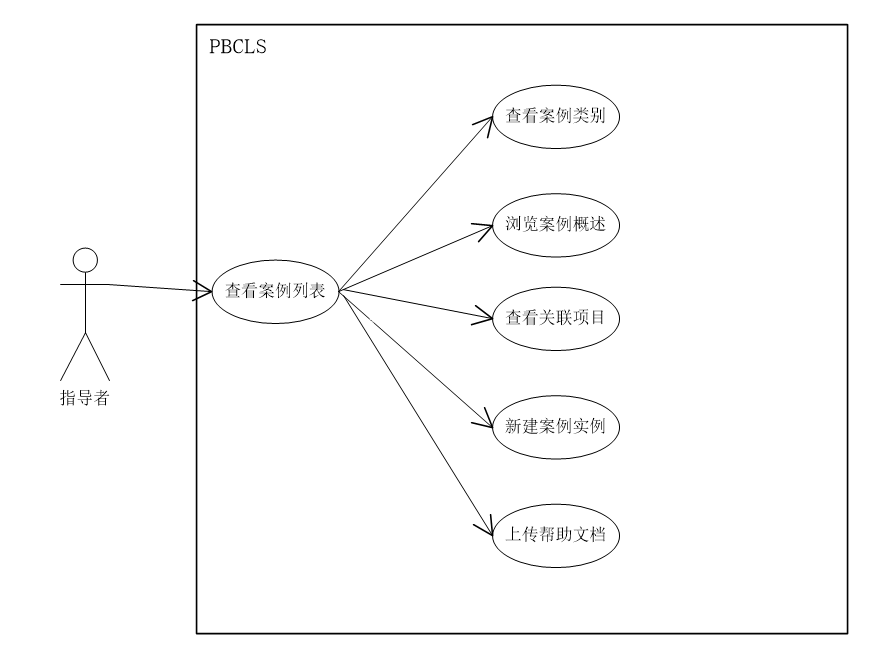 PBCLS
查看案例类别
浏览案例概述
查看案例列表
查看关联项目
指导者
新建案例实例
上传帮助文档